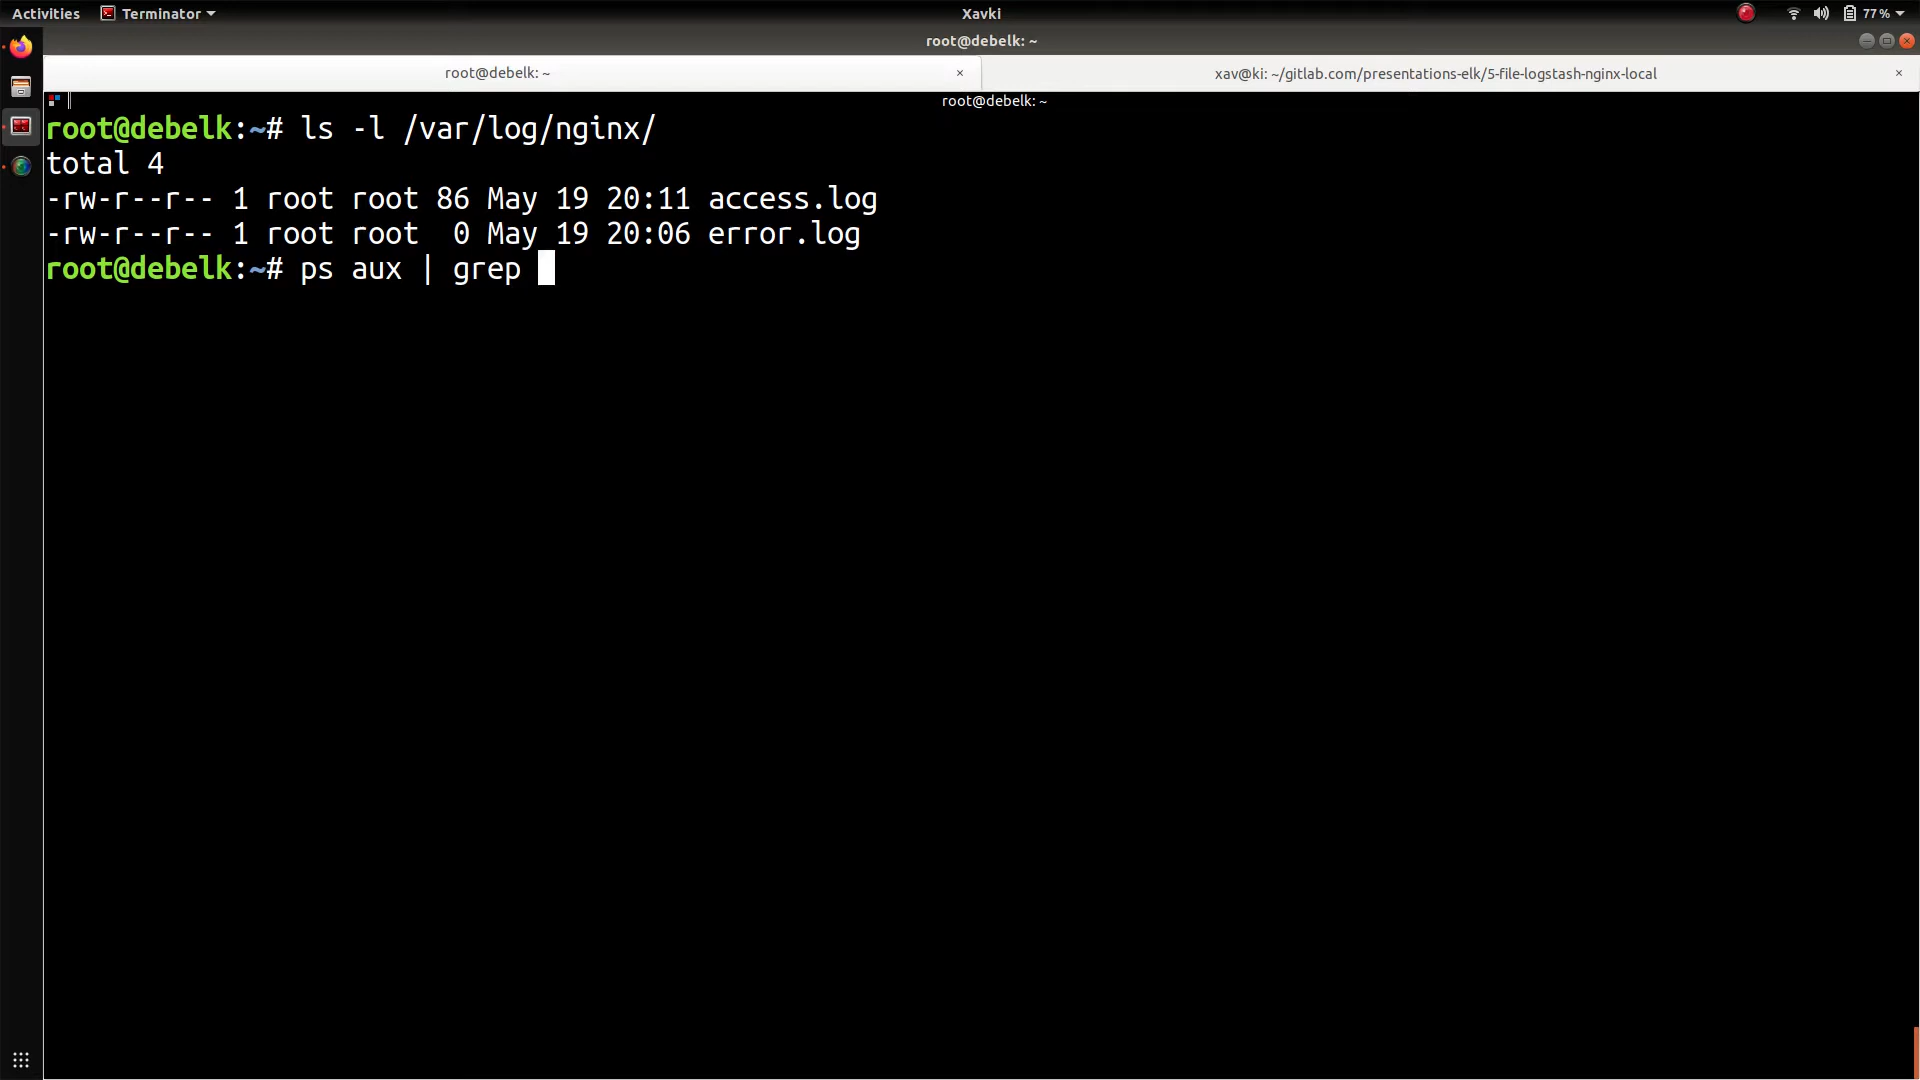 Activities Terminator Xavki 77%
root@debelk: ~
root@debelk: ~ × xav@ki: ~/gitlab.com/presentations-elk/5-file-logstash-nginx-local ×
root@debelk: ~
root@debelk:~# ls -l /var/log/nginx/
total 4
-rw-r--r-- 1 root root 86 May 19 20:11 access.log
-rw-r--r-- 1 root root  0 May 19 20:06 error.log
root@debelk:~# ps aux | grep